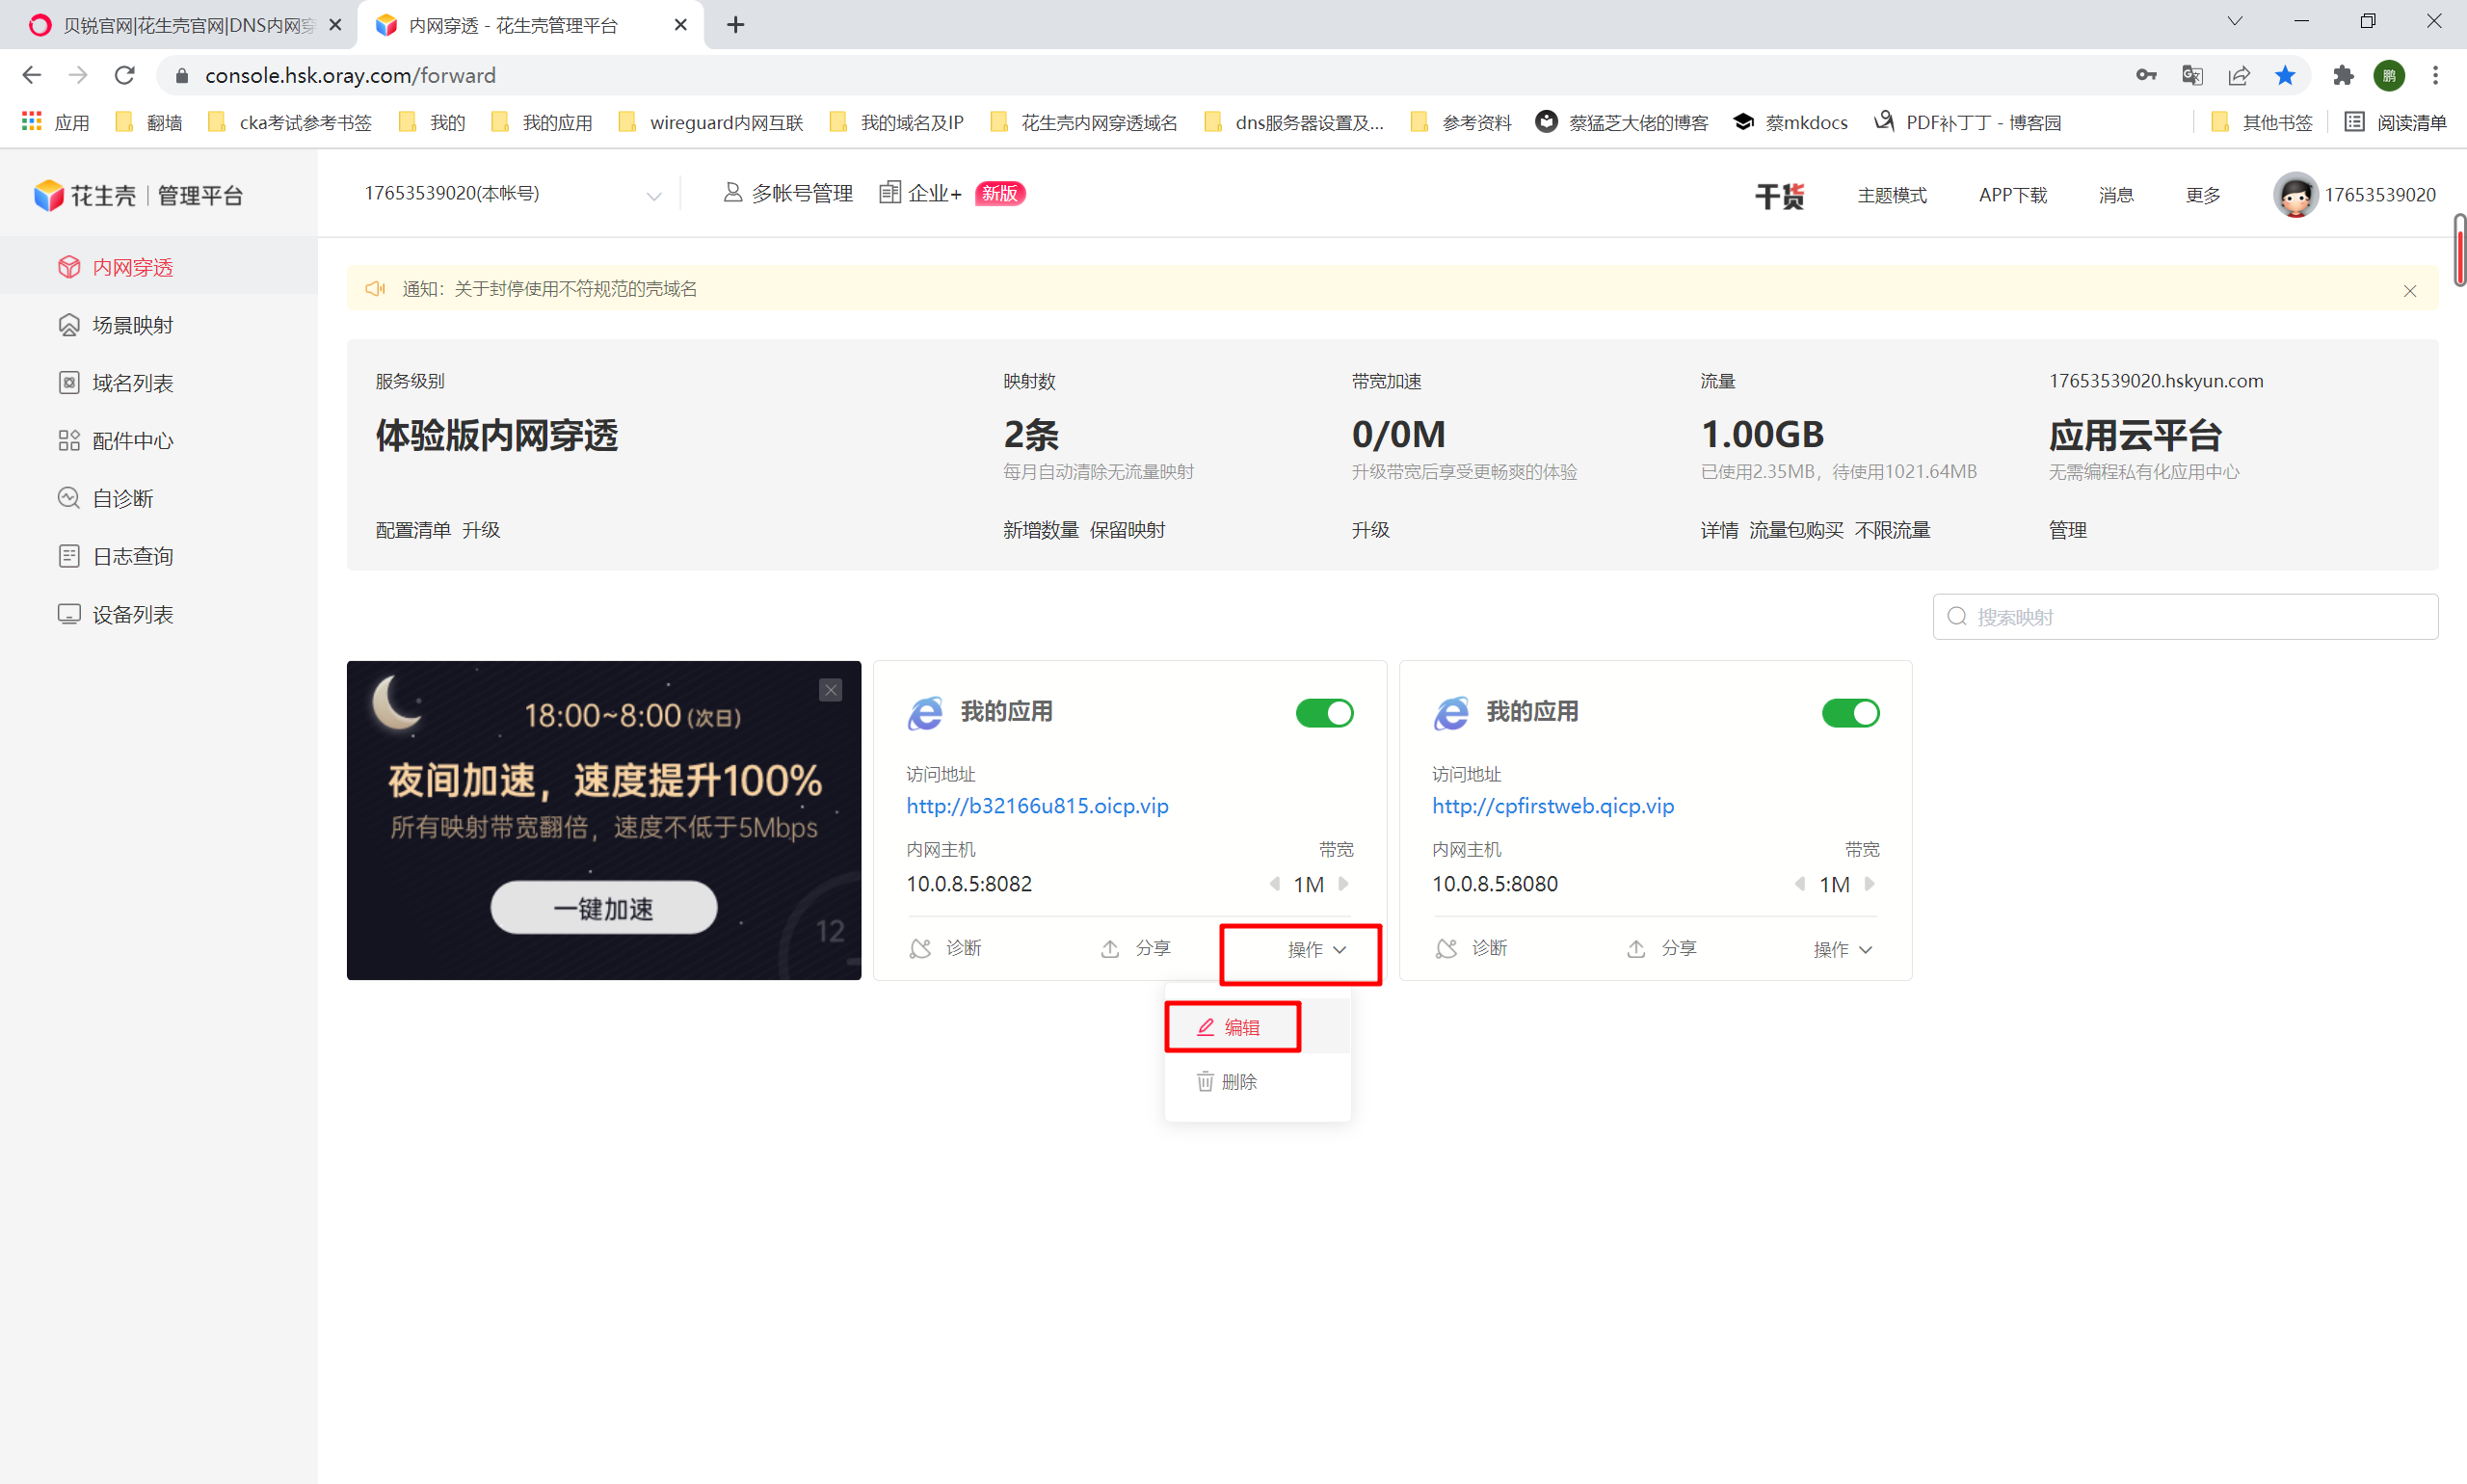 贝锐官网|花生壳官网|DNS内网穿
内网穿透 - 花生壳管理平台
console.hsk.oray.com/forward
鹏
应用
翻墙
cka考试参考书签
我的
我的应用
wireguard内网互联
我的域名及IP
花生壳内网穿透域名
dns服务器设置及...
参考资料
蔡猛芝大佬的博客
蔡mkdocs
PDF补丁丁 - 博客园
其他书签
阅读清单
花生壳 | 管理平台
17653539020(本帐号)
多帐号管理
企业+
新版
干货
主题模式
APP下载
消息
更多
17653539020
内网穿透
场景映射
域名列表
配件中心
自诊断
日志查询
设备列表
通知：关于封停使用不符规范的壳域名
服务级别
体验版内网穿透
配置清单 升级
映射数
2条
每月自动清除无流量映射
新增数量 保留映射
带宽加速
0/0M
升级带宽后享受更畅爽的体验
升级
流量
1.00GB
已使用2.35MB，待使用1021.64MB
详情 流量包购买 不限流量
17653539020.hskyun.com
应用云平台
无需编程私有化应用中心
管理
搜索映射
18:00~8:00(次日)
夜间加速，速度提升100%
所有映射带宽翻倍，速度不低于5Mbps
一键加速
12
我的应用
访问地址
http://b32166u815.oicp.vip
内网主机
带宽
10.0.8.5:8082
1M
诊断
分享
操作
编辑
删除
我的应用
访问地址
http://cpfirstweb.qicp.vip
内网主机
带宽
10.0.8.5:8080
1M
诊断
分享
操作